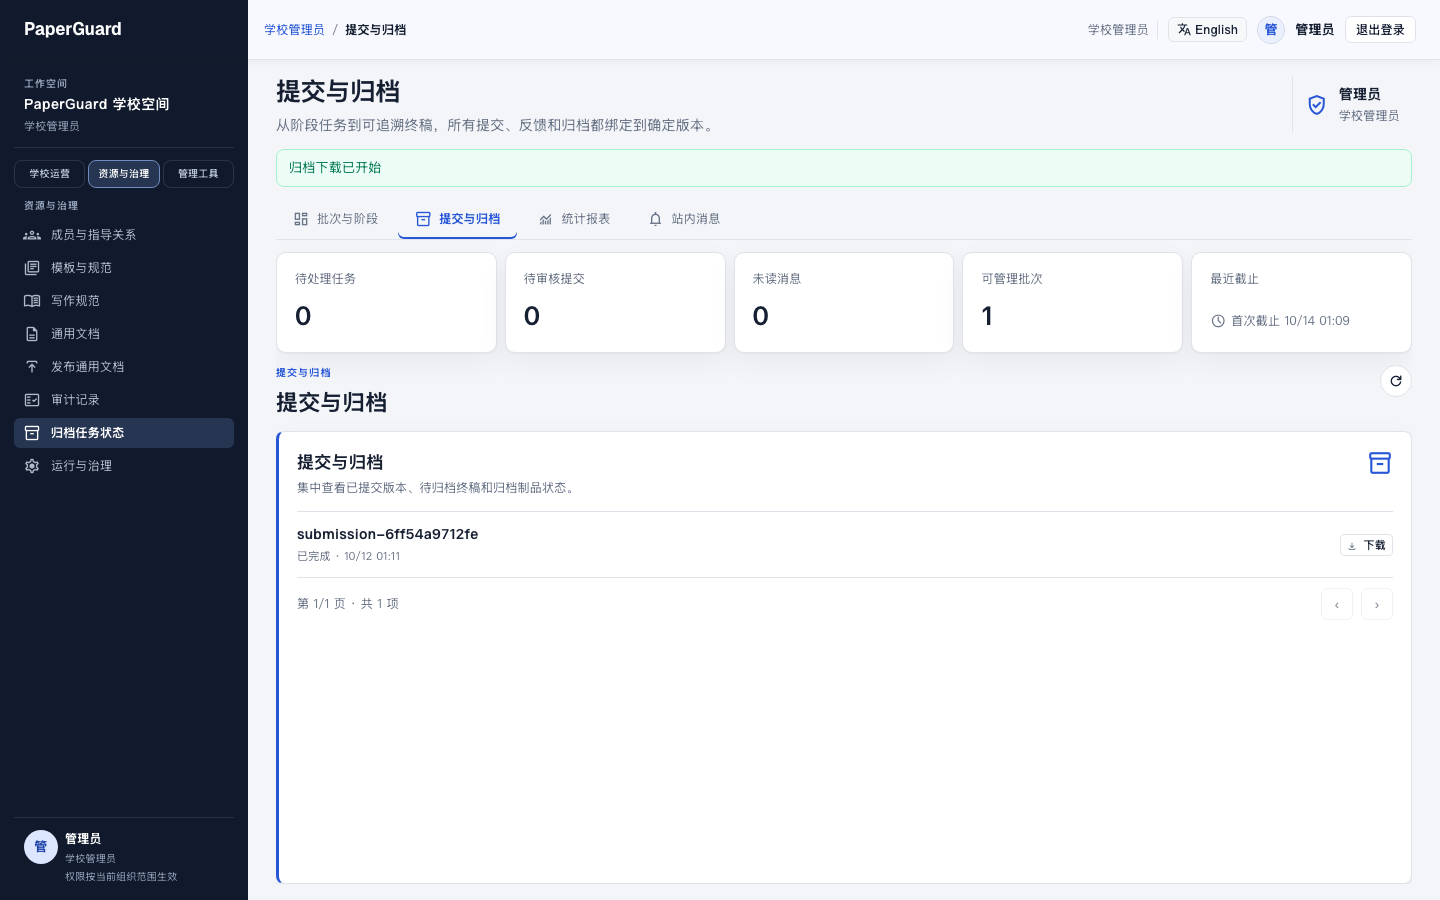 PaperGuard
工作空间
PaperGuard 学校空间
学校管理员
学校运营
资源与治理
管理工具
资源与治理
成员与指导关系
模板与规范
写作规范
通用文档
发布通用文档
审计记录
归档任务状态
运行与治理
管
管理员
学校管理员
权限按当前组织范围生效
学校管理员 / 提交与归档
学校管理员
English
管
管理员
退出登录
提交与归档
从阶段任务到可追溯终稿，所有提交、反馈和归档都绑定到确定版本。
管理员
学校管理员
归档下载已开始
批次与阶段
提交与归档
统计报表
站内消息
待处理任务
0
待审核提交
0
未读消息
0
可管理批次
1
最近截止
首次截止 10/14 01:09
提交与归档
提交与归档
提交与归档
集中查看已提交版本、待归档终稿和归档制品状态。
submission-6ff54a9712fe
已完成 · 10/12 01:11
下载
第 1/1 页 · 共 1 项
‹
›